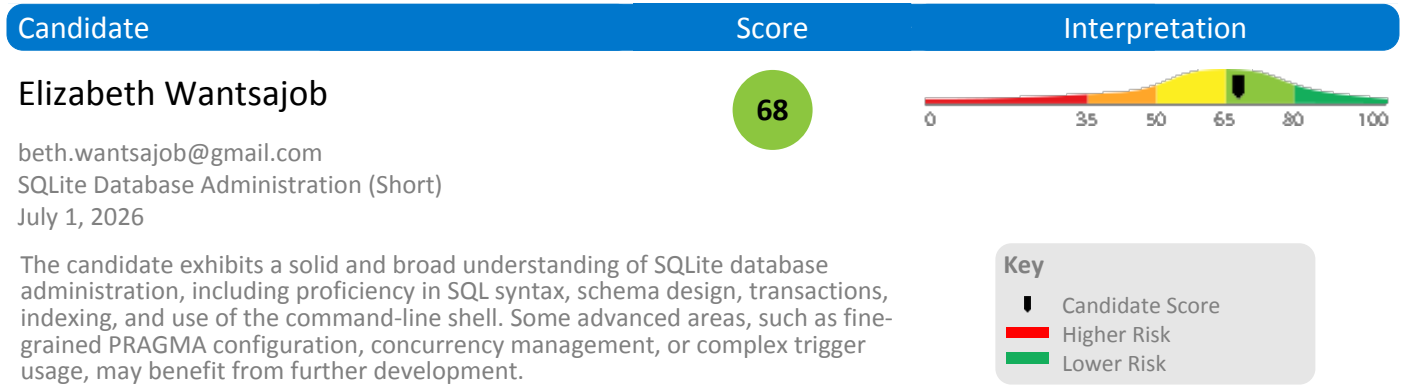 Candidate Score Interpretation
Elizabeth Wantsajob
68
0 35 50 65 80 100
beth.wantsajob@gmail.com
SQLite Database Administration (Short)
July 1, 2026
The candidate exhibits a solid and broad understanding of SQLite database
administration, including proficiency in SQL syntax, schema design, transactions,
indexing, and use of the command-line shell. Some advanced areas, such as fine-
grained PRAGMA configuration, concurrency management, or complex trigger
usage, may benefit from further development.
Key
Candidate Score
Higher Risk
Lower Risk